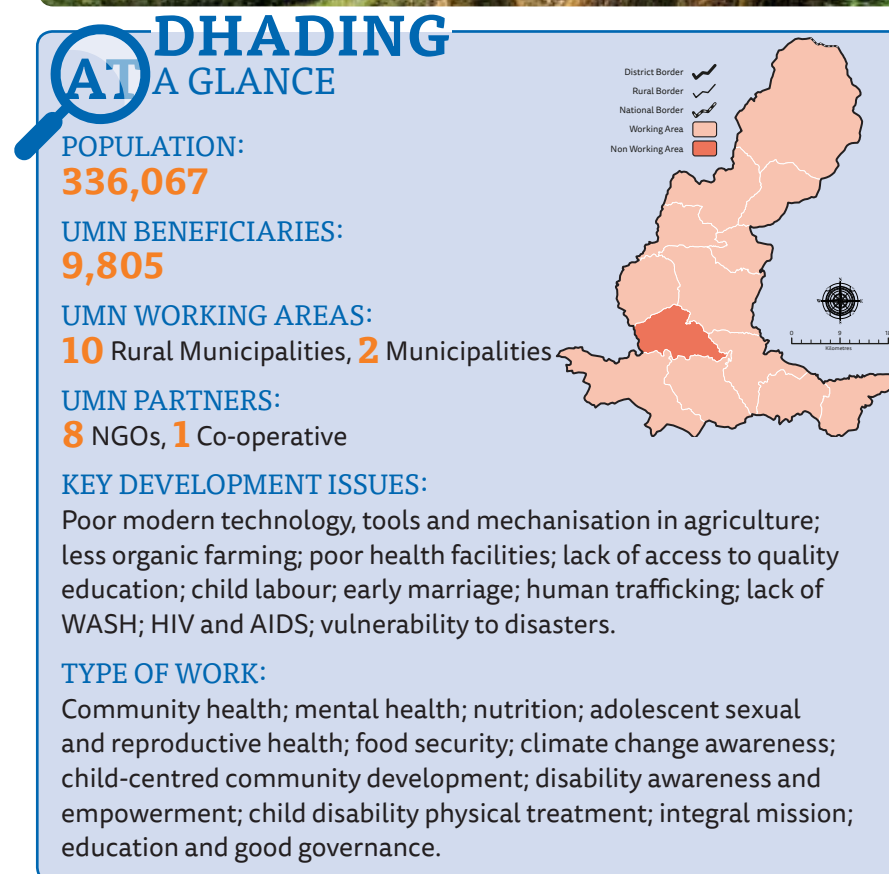 DHADING
AT A GLANCE
POPULATION:
336,067
UMN BENEFICIARIES:
9,805
UMN WORKING AREAS:
10 Rural Municipalities, 2 Municipalities
UMN PARTNERS:
8 NGOs, 1 Co-operative
KEY DEVELOPMENT ISSUES:
Poor modern technology, tools and mechanisation in agriculture;
less organic farming; poor health facilities; lack of access to quality
education; child labour; early marriage; human trafficking; lack of
WASH; HIV and AIDS; vulnerability to disasters.
TYPE OF WORK:
Community health; mental health; nutrition; adolescent sexual
and reproductive health; food security; climate change awareness;
child-centred community development; disability awareness and
empowerment; child disability physical treatment; integral mission;
education and good governance.
District Border
Rural Border
National Border
Working Area
Non Working Area
0 9
Kilometres